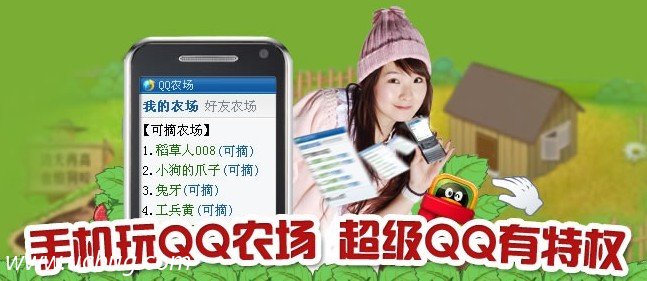 QQ农场
我的农场 好友农场
【可摘农场】
1.稻草人008(可摘)
2.小狗的爪子(可摘)
3.兔牙(可摘)
4.工兵黄(可摘)
手机玩QQ农场 超级QQ有特权